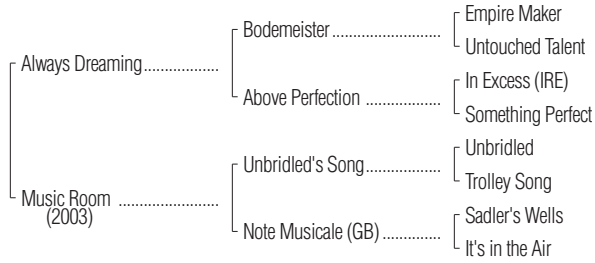 Empire Maker
Bodemeister..........................
Untouched Talent
Always Dreaming..................
In Excess (IRE)
Above Perfection ..................
Something Perfect
Unbridled
Unbridled's Song..................
Trolley Song
Music Room ........................
(2003)
Sadler's Wells
Note Musicale (GB) ..............
It's in the Air